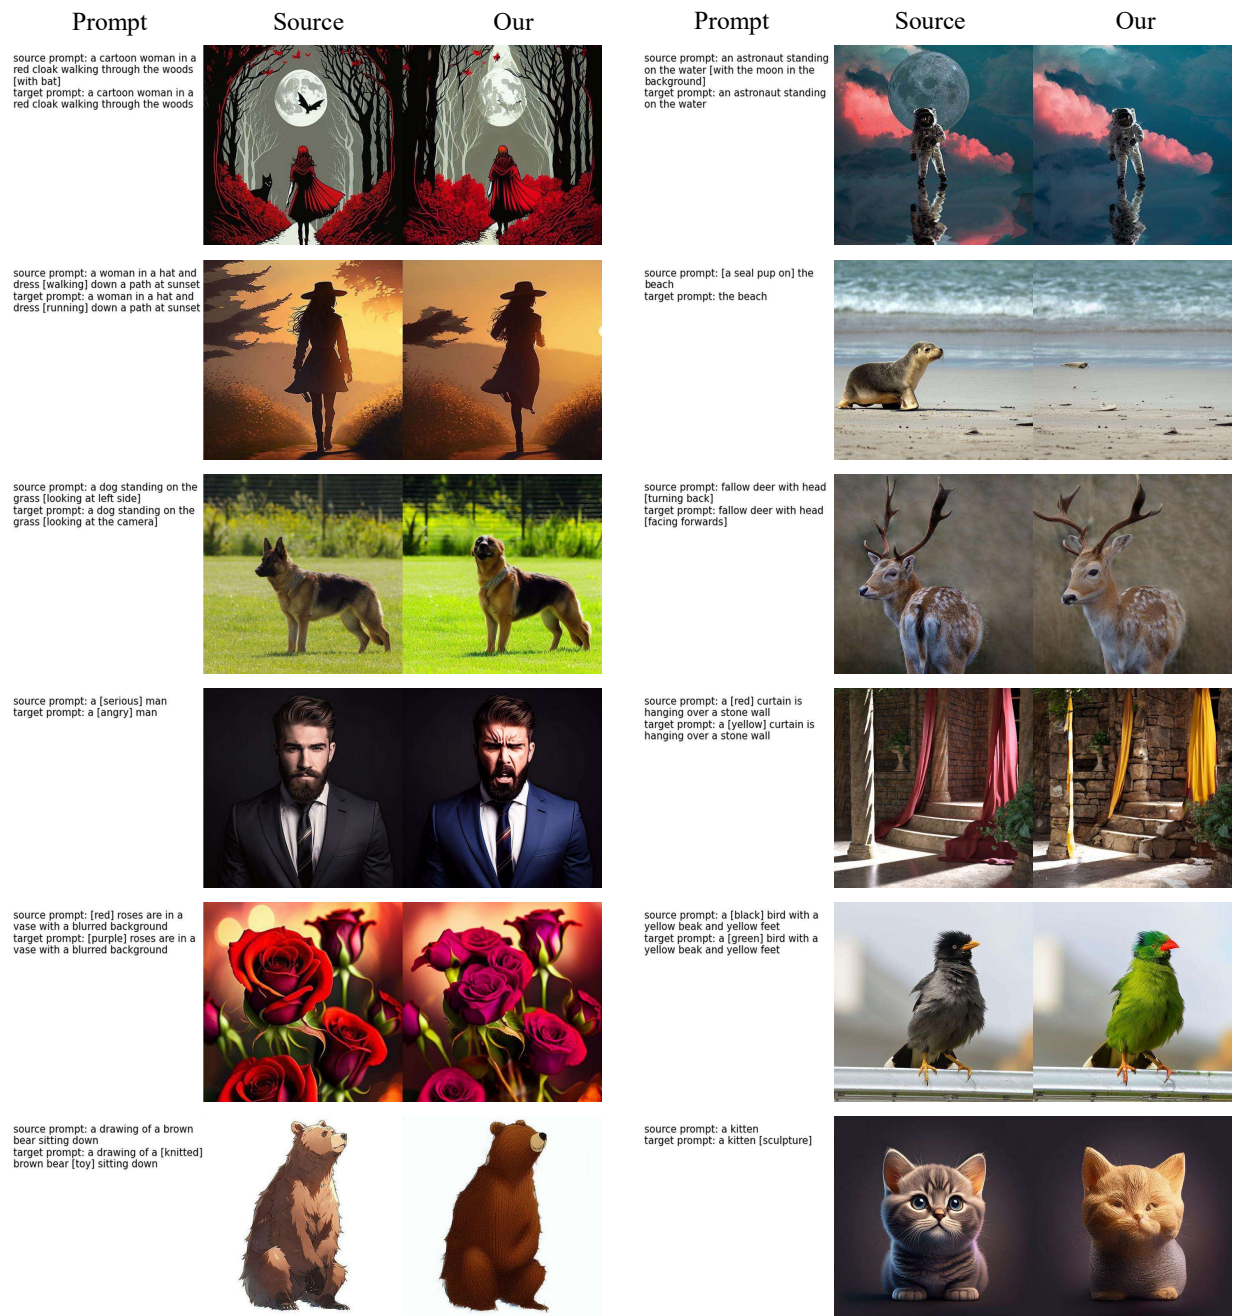 Prompt
Source
Our
Prompt
Source
Our
source prompt: a cartoon woman in a
red cloak walking through the woods
[with bat]
target prompt: a cartoon woman in a
red cloak walking through the woods
source prompt: an astronaut standing
on the water [with the moon in the
background]
target prompt: an astronaut standing
on the water
source prompt: a woman in a hat and
dress [walking] down a path at sunset
target prompt: a woman in a hat and
dress [running] down a path at sunset
source prompt: [a seal pup on] the
beach
target prompt: the beach
source prompt: a dog standing on the
grass [looking at left side]
target prompt: a dog standing on the
grass [looking at the camera]
source prompt: fallow deer with head
[turning back]
target prompt: fallow deer with head
[facing forwards]
source prompt: a [serious] man
target prompt: a [angry] man
source prompt: a [red] curtain is
hanging over a stone wall
target prompt: a [yellow] curtain is
hanging over a stone wall
source prompt: [red] roses are in a
vase with a blurred background
target prompt: [purple] roses are in a
vase with a blurred background
source prompt: a [black] bird with a
yellow beak and yellow feet
target prompt: a [green] bird with a
yellow beak and yellow feet
source prompt: a drawing of a brown
bear sitting down
target prompt: a drawing of a [knitted]
brown bear [toy] sitting down
source prompt: a kitten
target prompt: a kitten [sculpture]